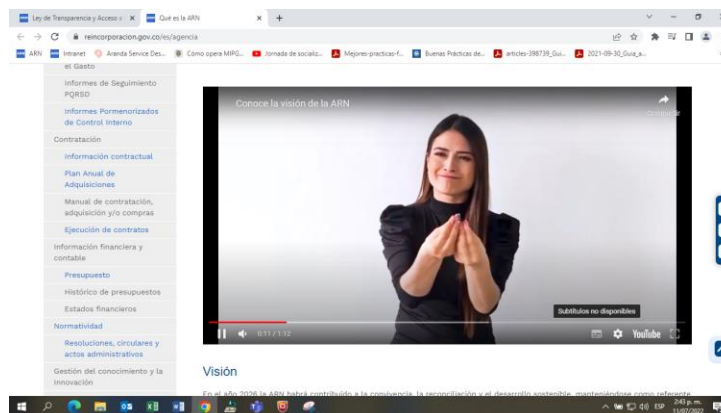 Ley de Transparencia y Acceso a
Qué es la ARN
reincorporacion.gov.co/es/agencia
ARN
Intranet
Aranda Service Des...
Cómo opera MIPG...
Jornada de socializ...
Mejores-practicas-f...
Buenas Prácticas de...
articles-398739_Gui...
2021-09-30_Guia_a...
el Gasto
Informes de Seguimiento
PQRSD
Informes Pormenorizados
de Control Interno
Contratación
Información contractual
Plan Anual de
Adquisiciones
Manual de contratación,
adquisición y/o compras
Ejecución de contratos
Información financiera y
contable
Presupuesto
Histórico de presupuestos
Estados financieros
Normatividad
Resoluciones, circulares y
actos administrativos
Gestión del conocimiento y la
innovación
Conoce la visión de la ARN
Compartir
Subtítulos no disponibles
0:11 / 1:12
YouTube
Visión
En el año 2026 la ARN habrá contribuido a la convivencia, la reconciliación y el desarrollo sostenible, manteniéndose como referente
ESP
2:43 p. m.
11/07/2022